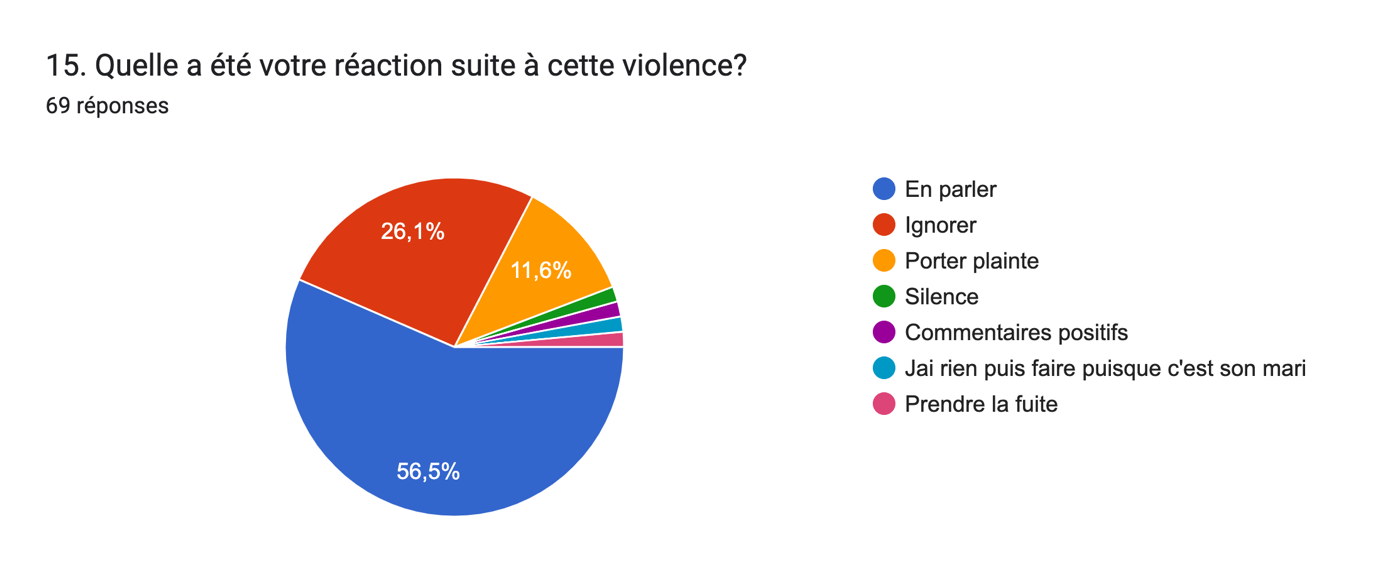 15. Quelle a été votre réaction suite à cette violence?
69 réponses
26,1%
11,6%
56,5%
En parler
Ignorer
Porter plainte
Silence
Commentaires positifs
Jai rien puis faire puisque c'est son mari
Prendre la fuite